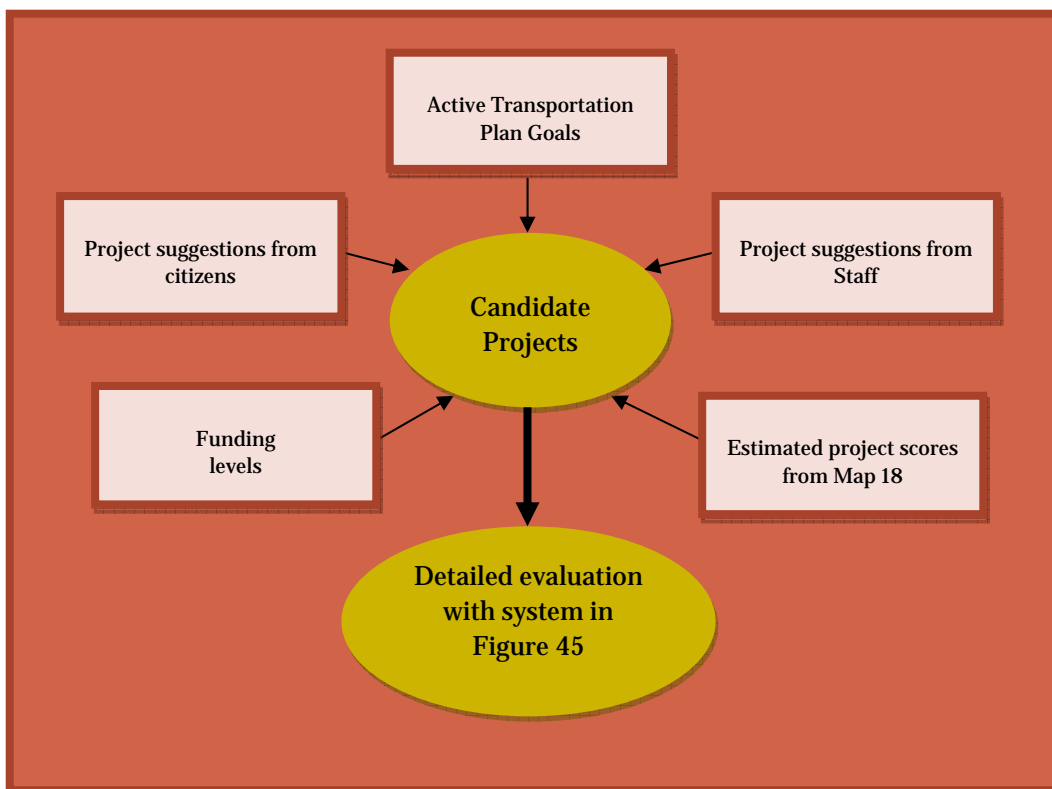 Active Transportation
Plan Goals
Project suggestions from
citizens
Project suggestions from
Staff
Candidate
Projects
Funding
levels
Estimated project scores
from Map 18
Detailed evaluation
with system in
Figure 45